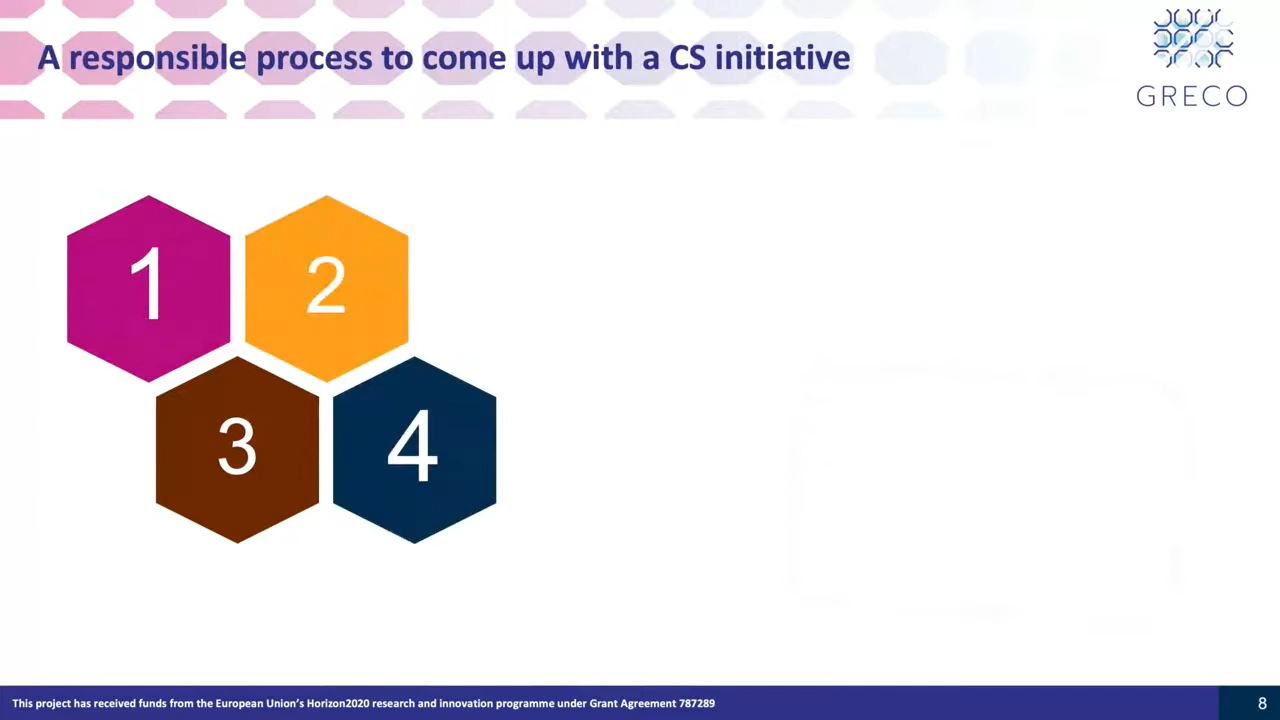 A responsible process to come up with a CS initiative
GRECO
1
2
3
4
This project has received funds from the European Union's Horizon2020 research and innovation programme under Grant Agreement 787289
8